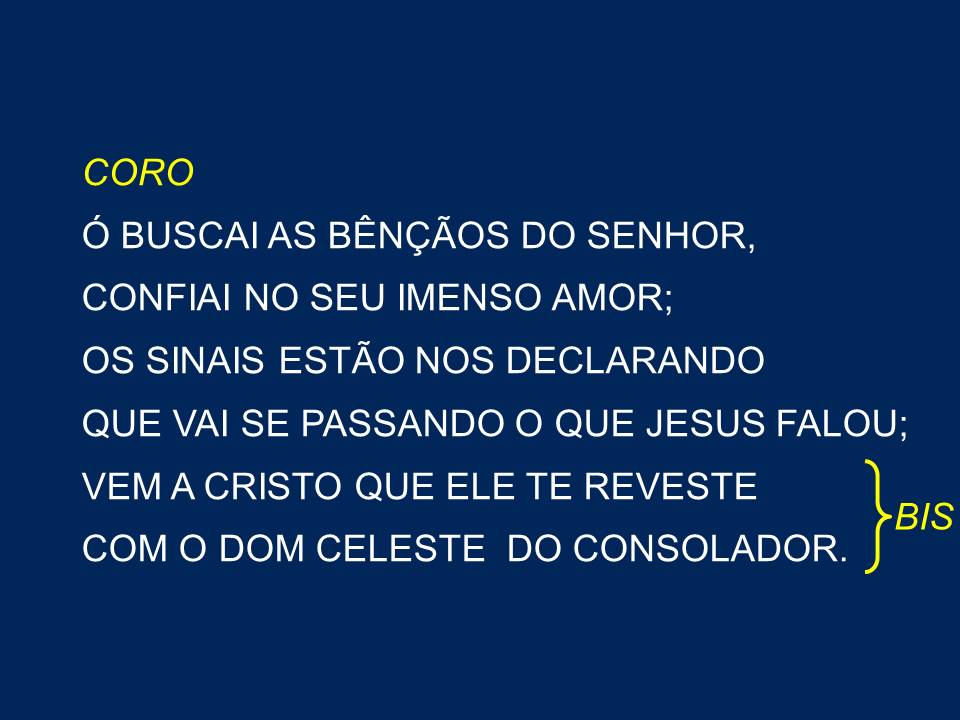 CORO
Ó BUSCAI AS BÊNÇÃOS DO SENHOR,
CONFIAI NO SEU IMENSO AMOR;
OS SINAIS ESTÃO NOS DECLARANDO
QUE VAI SE PASSANDO O QUE JESUS FALOU;
VEM A CRISTO QUE ELE TE REVESTE
COM O DOM CELESTE DO CONSOLADOR.
BIS